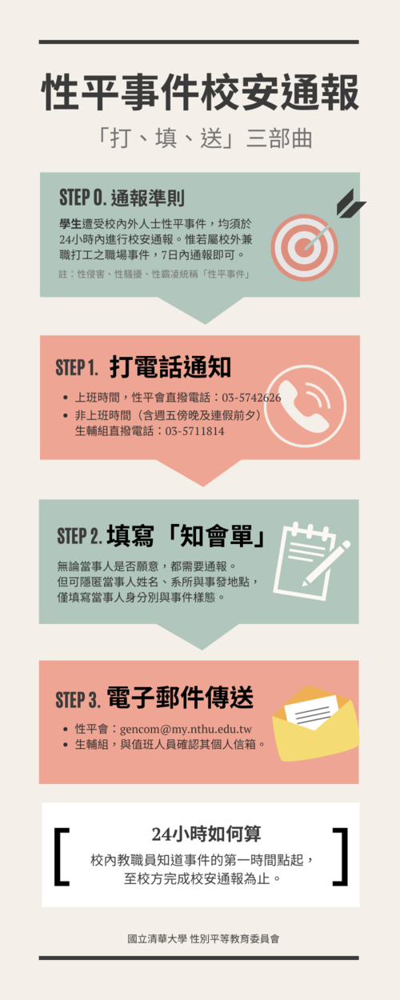 性平事件校安通報
「打、填、送」三部曲
STEP 0. 通報準則
學生遭受校內外人士性平事件，均須於
24小時內進行校安通報。惟若屬校外兼
職打工之職場事件，7日內通報即可。
註：性侵害、性騷擾、性霸凌統稱「性平事件」
STEP 1. 打電話通知
• 上班時間，性平會直撥電話：03-5742626
• 非上班時間（含週五傍晚及連假前夕）
生輔組直撥電話：03-5711814
STEP 2. 填寫「知會單」
無論當事人是否願意，都需要通報。
但可隱匿當事人姓名、系所與事發地點，
僅填寫當事人身分別與事件樣態。
STEP 3. 電子郵件傳送
• 性平會：gencom@my.nthu.edu.tw
• 生輔組，與值班人員確認其個人信箱。
24小時如何算
校內教職員知道事件的第一時間點起，
至校方完成校安通報為止。
國立清華大學 性別平等教育委員會